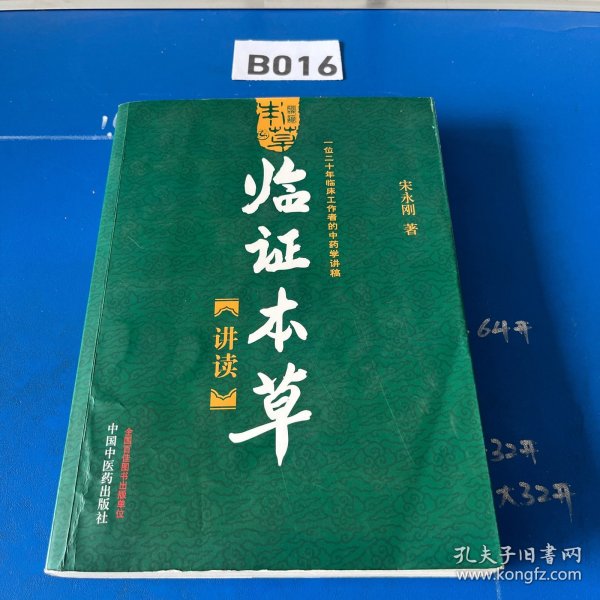 B016
本草
临证本草
讲读
一位二十年临床工作者的中药学讲稿
宋永刚 著
全国百佳图书出版单位
中国中医药出版社
64开
32开
大32开
孔夫子旧书网
www.kongfz.com